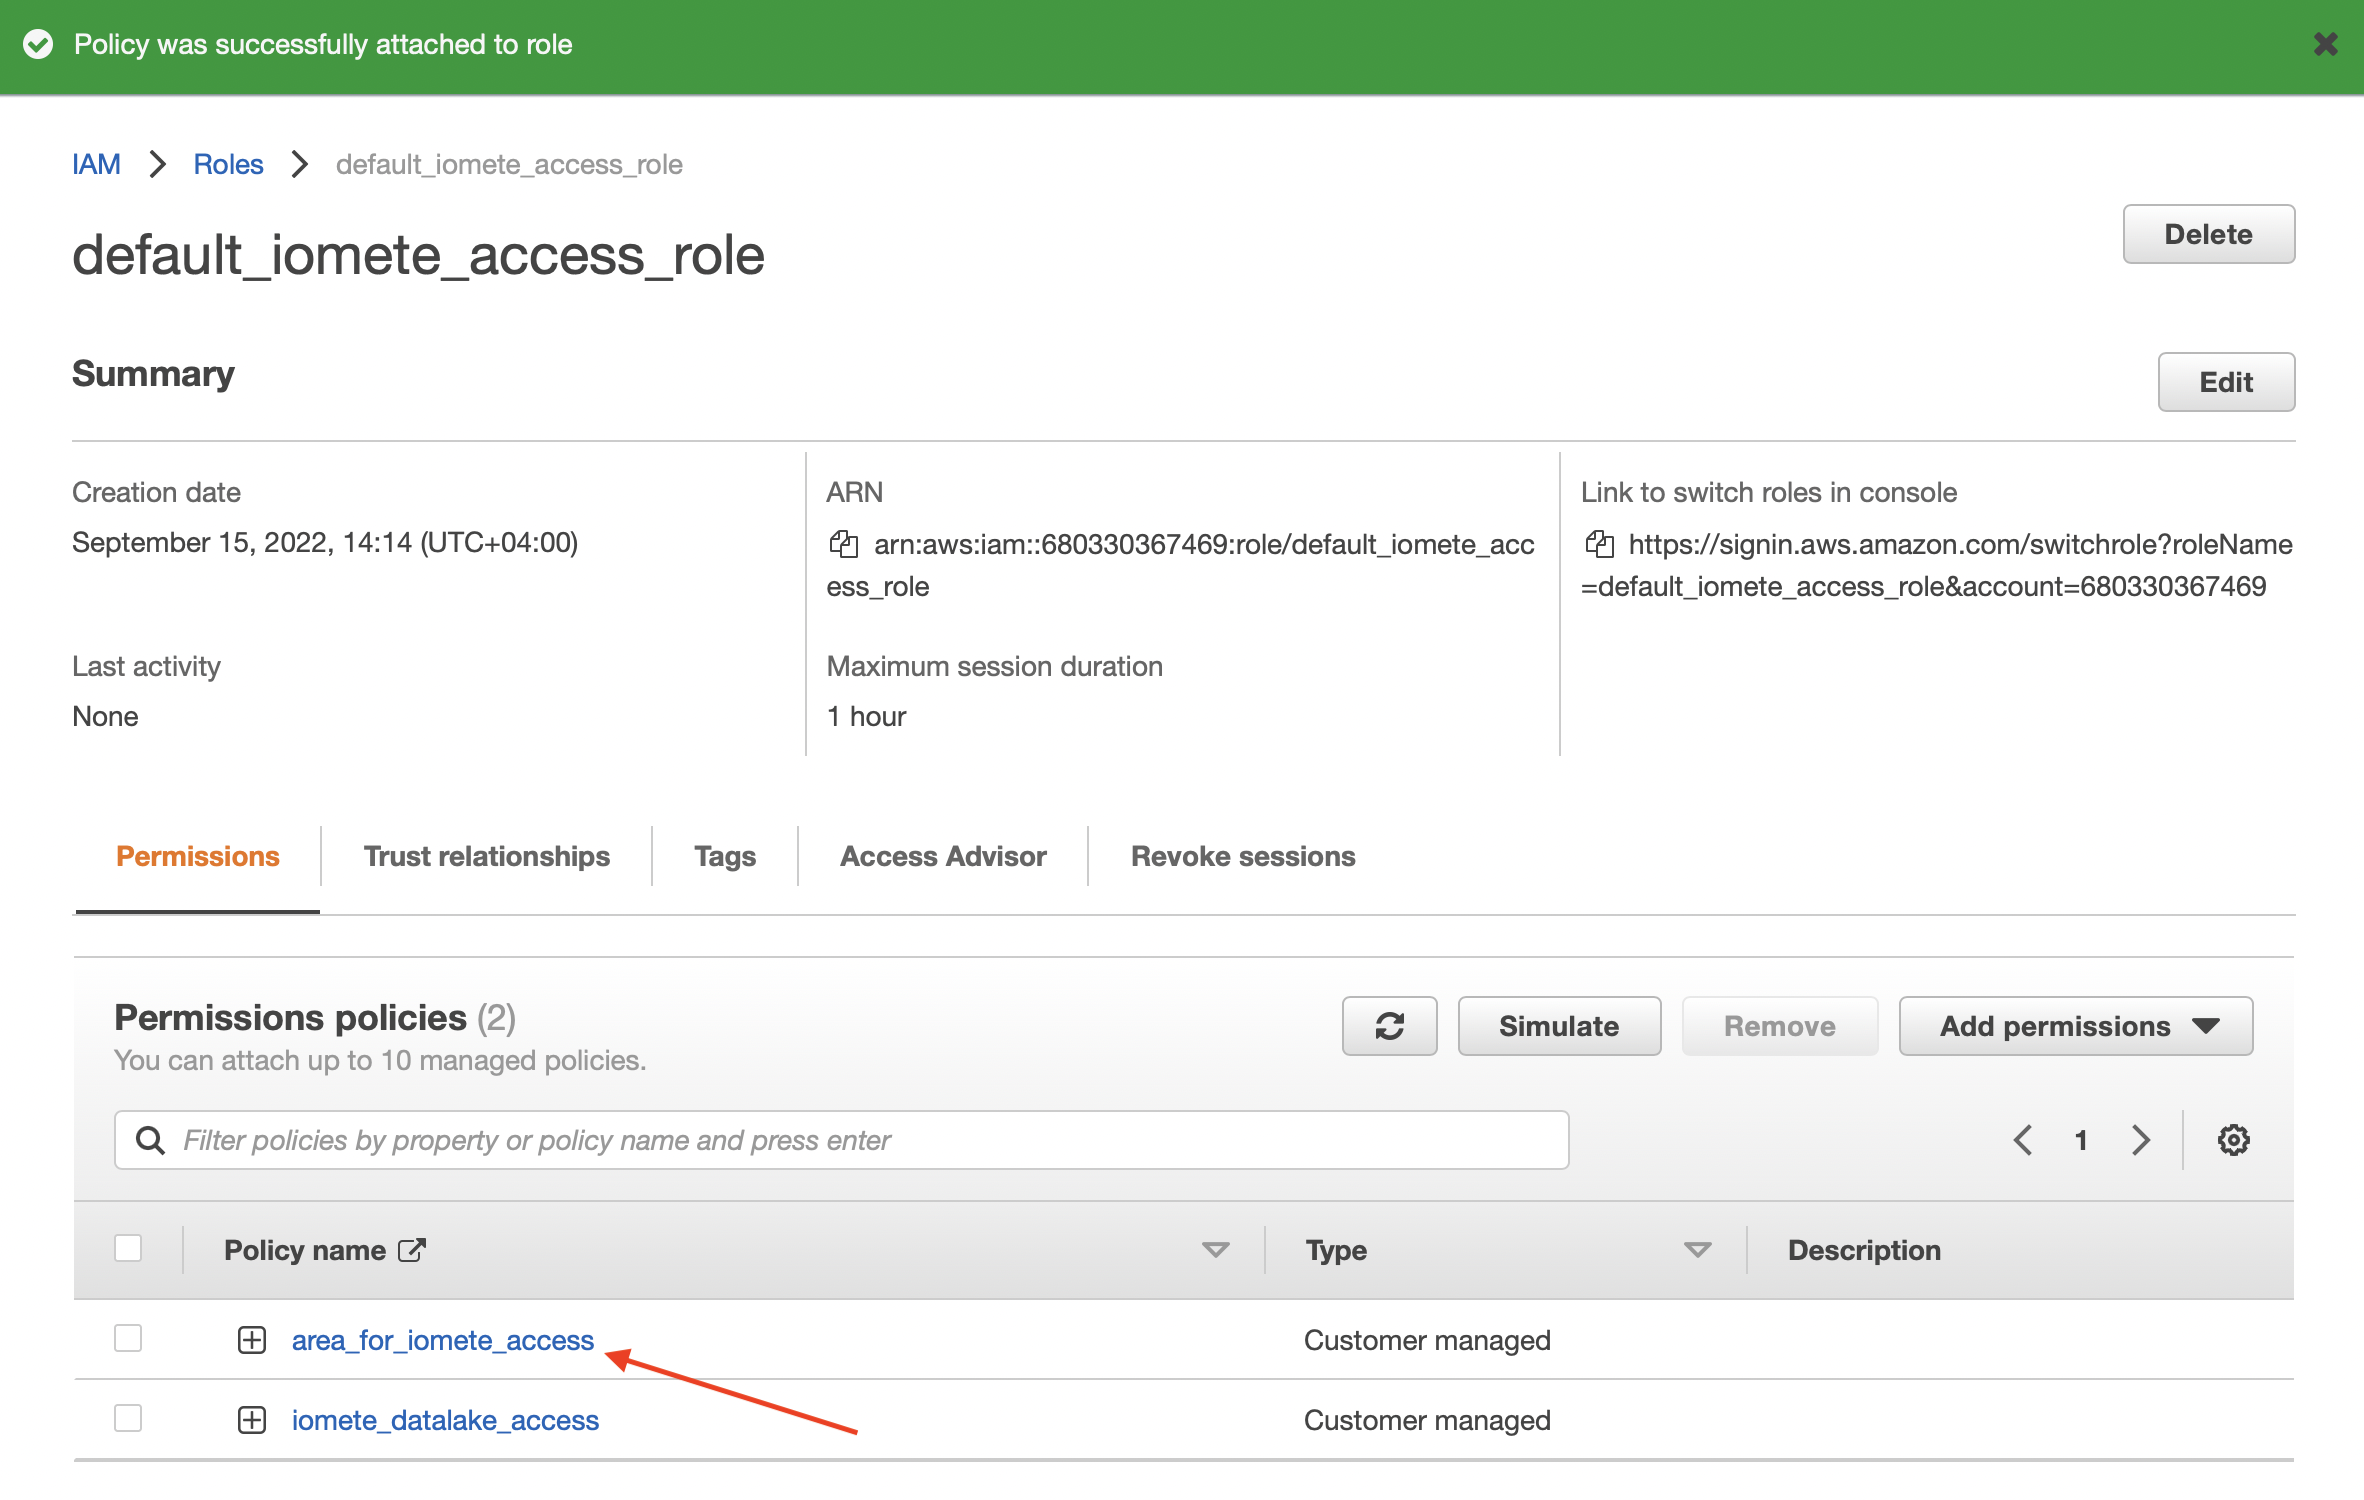 Policy was successfully attached to role
IAM > Roles > default_iomete_access_role
default_iomete_access_role
Delete
Summary
Edit
Creation date
September 15, 2022, 14:14 (UTC+04:00)
ARN
arn:aws:iam::680330367469:role/default_iomete_acc
ess_role
Link to switch roles in console
https://signin.aws.amazon.com/switchrole?roleName
=default_iomete_access_role&account=680330367469
Last activity
None
Maximum session duration
1 hour
Permissions
Trust relationships
Tags
Access Advisor
Revoke sessions
Permissions policies (2)
You can attach up to 10 managed policies.
Simulate
Remove
Add permissions
Filter policies by property or policy name and press enter
1
Policy name
Type
Description
area_for_iomete_access
Customer managed
iomete_datalake_access
Customer managed